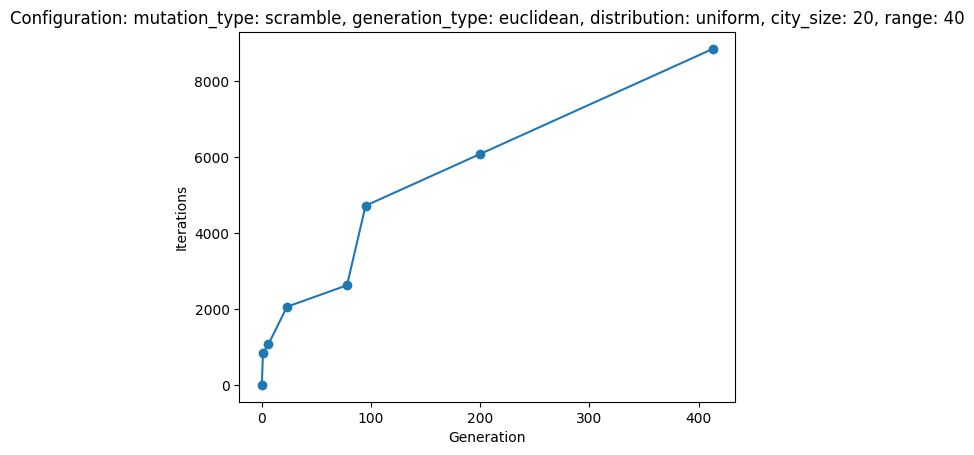 Configuration: mutation_type: scramble, generation_type: euclidean, distribution: uniform, city_size: 20, range: 40
8000
6000
4000
2000
0
Iterations
0 100 200 300 400
Generation